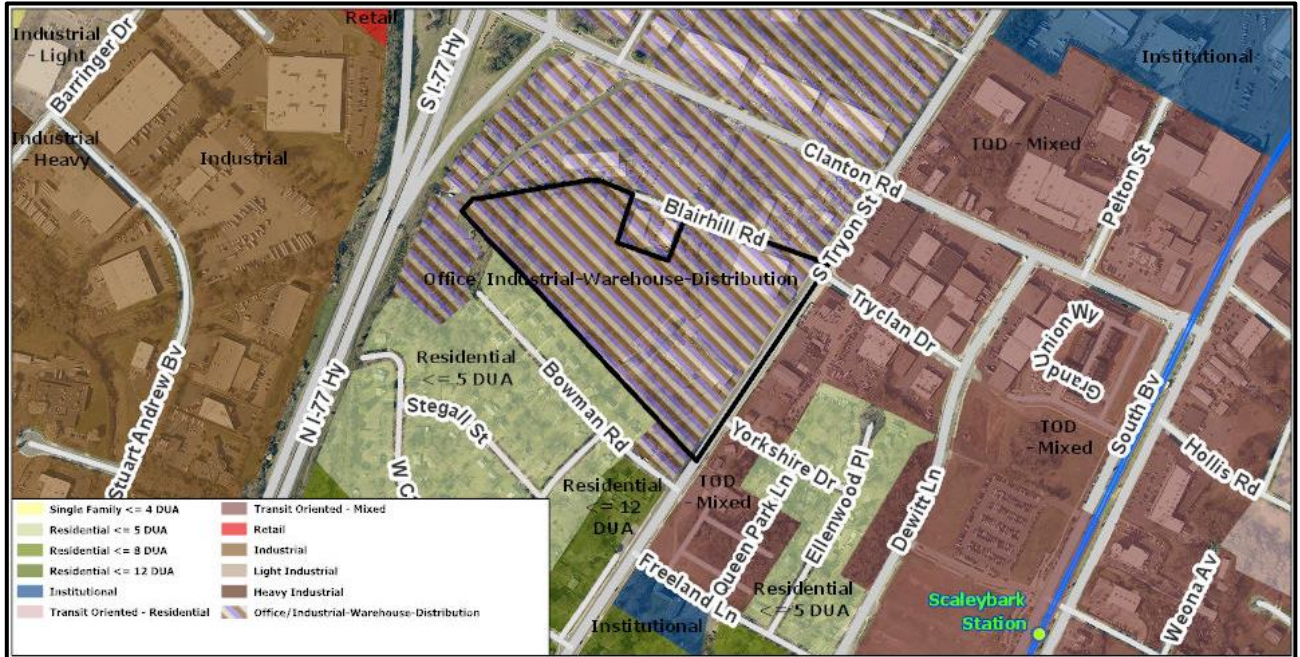 Retail
Industrial
- Light
Barringer Dr
S I-77 Hy
Institutional
Industrial
- Heavy
Industrial
TOD - Mixed
Clanton Rd
Pelton St
Blairhill Rd
S Tryon St
Office/Industrial-Warehouse-Distribution
Tryclan Dr
Grand Union Wy
Residential
<= 5 DUA
Bowman Rd
Stegall St
N I-77 Hy
Stuart Andrew Bv
W C
South Bv
TOD
- Mixed
Hollis Rd
Yorkshire Dr
Ellenwood Pl
TOD
- Mixed
Residential
<= 12
DUA
Queen Park Ln
Dewitt Ln
Freeland Ln
Residential
<= 5 DUA
Weona Av
Scaleybark
Station
Institutional
Single Family <= 4 DUA
Residential <= 5 DUA
Residential <= 8 DUA
Residential <= 12 DUA
Institutional
Transit Oriented - Residential
Transit Oriented - Mixed
Retail
Industrial
Light Industrial
Heavy Industrial
Office/Industrial-Warehouse-Distribution